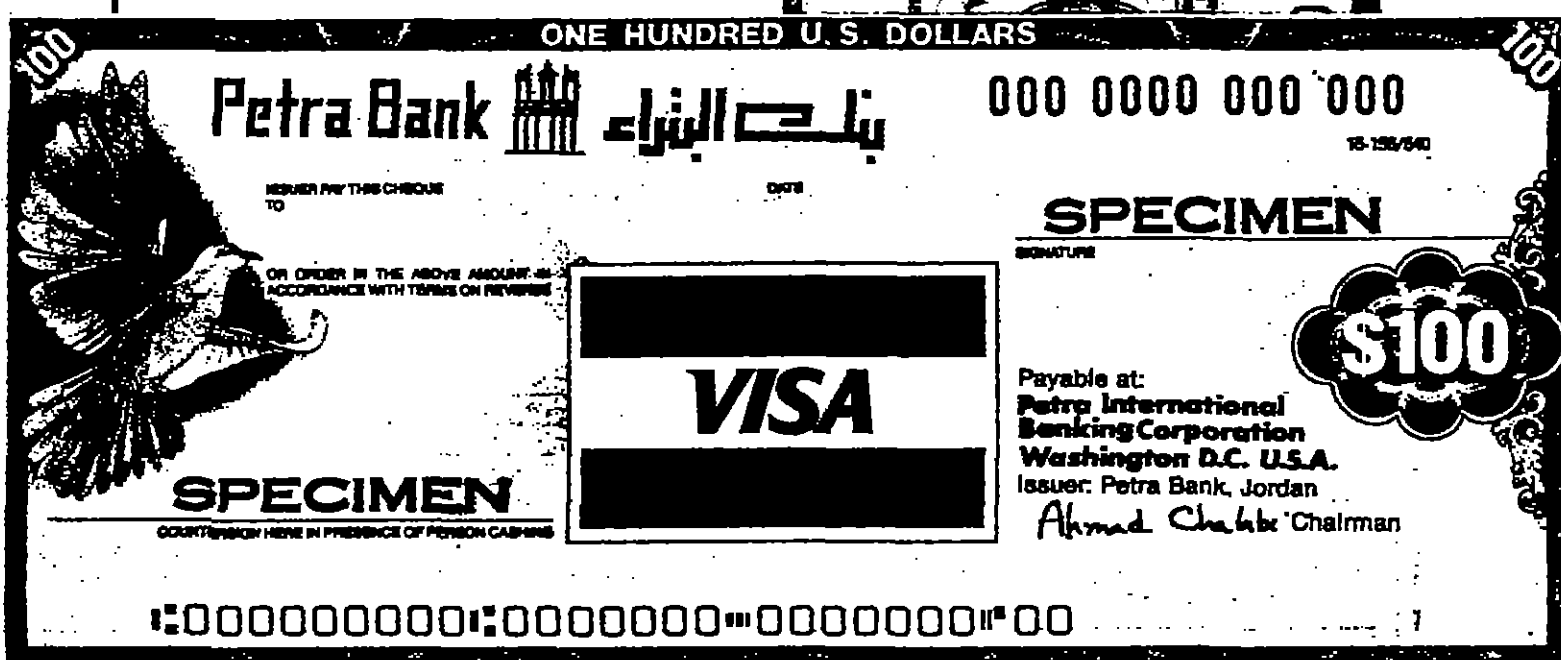 ONE HUNDRED U.S. DOLLARS
100
100
Petra Bank
بنك البتراء
000 0000 000 000
ISSUER PAY THIS CHEQUE
TO
DATE
SPECIMEN
SIGNATURE
OR ORDER IN THE ABOVE AMOUNT IN
ACCORDANCE WITH TERMS ON REVERSE
VISA
$100
Payable at:
Petra International
Banking Corporation
Washington D.C. U.S.A.
Issuer: Petra Bank, Jordan
Ahmad Chalabi Chairman
SPECIMEN
COUNTERSIGN HERE IN PRESENCE OF PERSON CASHING
⑆000000000⑆0000000⑉0000000⑈00